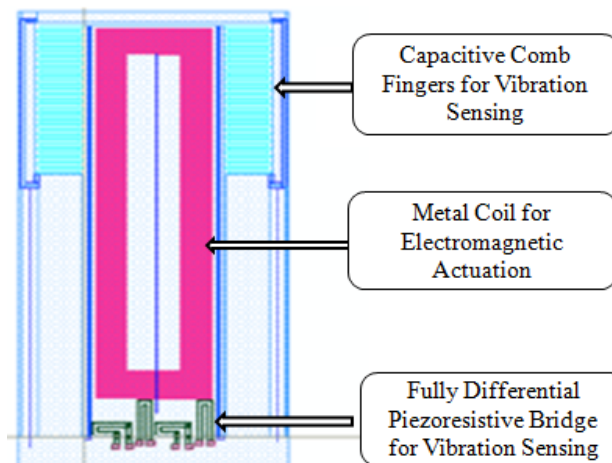 Capacitive Comb
Fingers for Vibration
Sensing
Metal Coil for
Electromagnetic
Actuation
Fully Differential
Piezoresistive Bridge
for Vibration Sensing